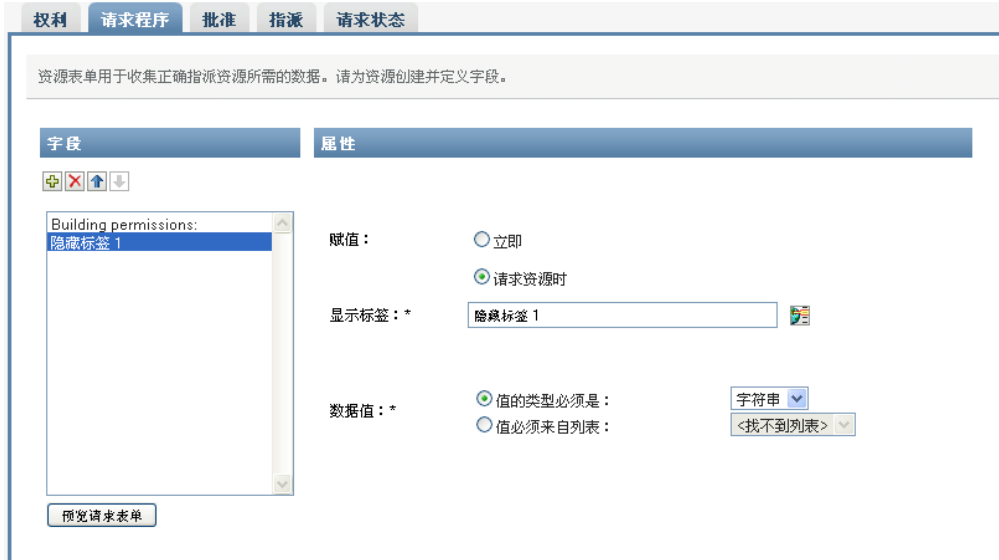 权利 请求程序 批准 指派 请求状态
资源表单用于收集正确指派资源所需的数据。请为资源创建并定义字段。
字段 属性
Building permissions:
隐藏标签 1
赋值：
立即
请求资源时
显示标签：* 隐藏标签 1
数据值：*
值的类型必须是： 字符串
值必须来自列表： <找不到列表>
预览请求表单